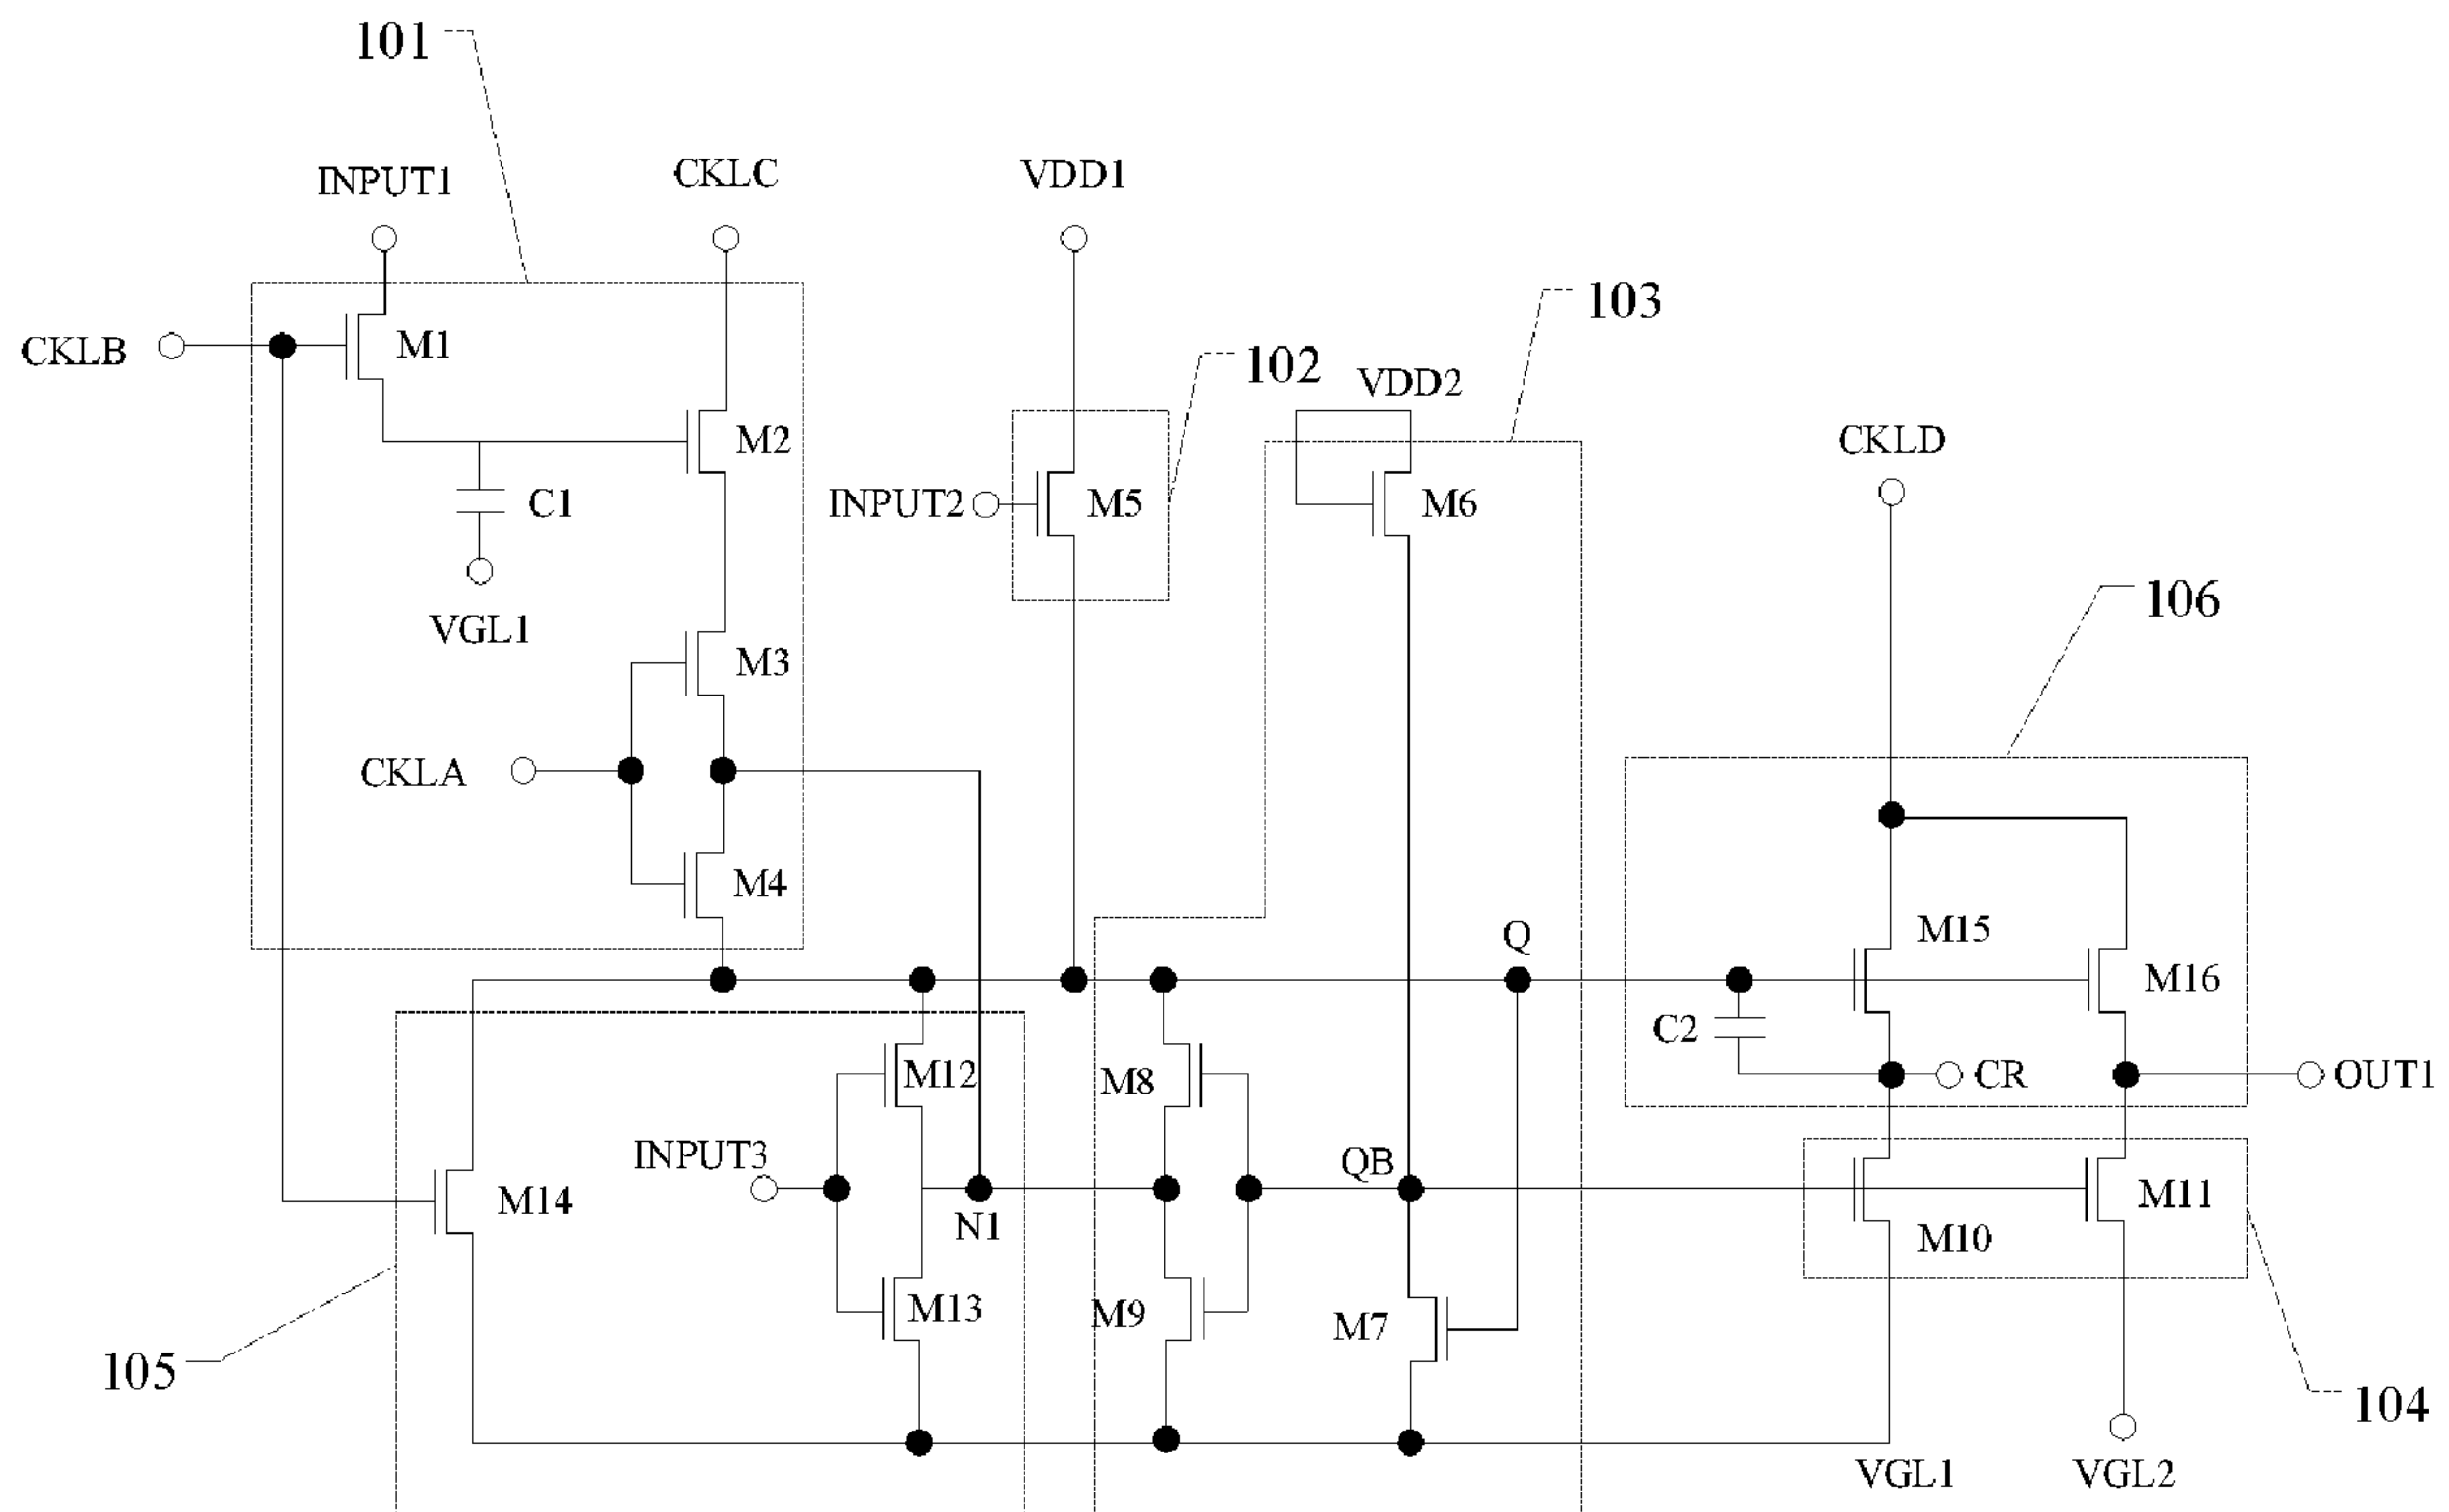 101
INPUT1
CKLC
VDD1
103
CKLB
M1
102
VDD2
M2
CKLD
C1
INPUT2
M5
M6
VGL1
106
M3
CKLA
M4
M15
Q
M16
C2
M12
M8
CR
OUT1
INPUT3
QB
M14
N1
M11
M10
M13
M9
M7
105
104
VGL1
VGL2